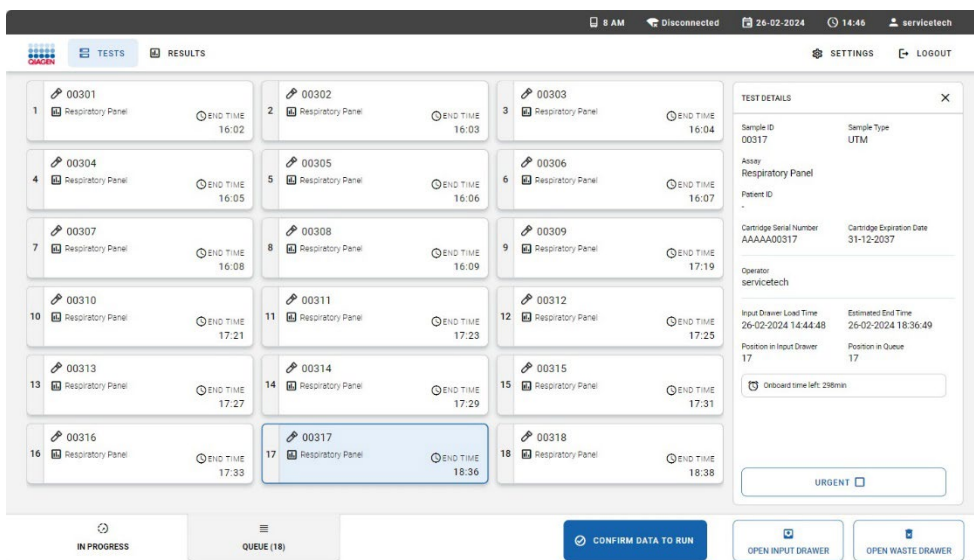 8 AM Disconnected 26-02-2024 14:46 servicetech
QIAGEN TESTS RESULTS SETTINGS LOGOUT
1 00301 Respiratory Panel END TIME 16:02
2 00302 Respiratory Panel END TIME 16:03
3 00303 Respiratory Panel END TIME 16:04
4 00304 Respiratory Panel END TIME 16:05
5 00305 Respiratory Panel END TIME 16:06
6 00306 Respiratory Panel END TIME 16:07
7 00307 Respiratory Panel END TIME 16:08
8 00308 Respiratory Panel END TIME 16:09
9 00309 Respiratory Panel END TIME 17:19
10 00310 Respiratory Panel END TIME 17:21
11 00311 Respiratory Panel END TIME 17:23
12 00312 Respiratory Panel END TIME 17:25
13 00313 Respiratory Panel END TIME 17:27
14 00314 Respiratory Panel END TIME 17:29
15 00315 Respiratory Panel END TIME 17:31
16 00316 Respiratory Panel END TIME 17:33
17 00317 Respiratory Panel END TIME 18:36
18 00318 Respiratory Panel END TIME 18:38
TEST DETAILS
Sample ID Sample Type
00317 UTM
Assay
Respiratory Panel
Patient ID
-
Cartridge Serial Number Cartridge Expiration Date
AAAAA00317 31-12-2037
Operator
servicetech
Input Drawer Load Time Estimated End Time
26-02-2024 14:44:48 26-02-2024 18:36:49
Position in Input Drawer Position in Queue
17 17
Onboard time left: 298min
URGENT
IN PROGRESS QUEUE (18) CONFIRM DATA TO RUN OPEN INPUT DRAWER OPEN WASTE DRAWER